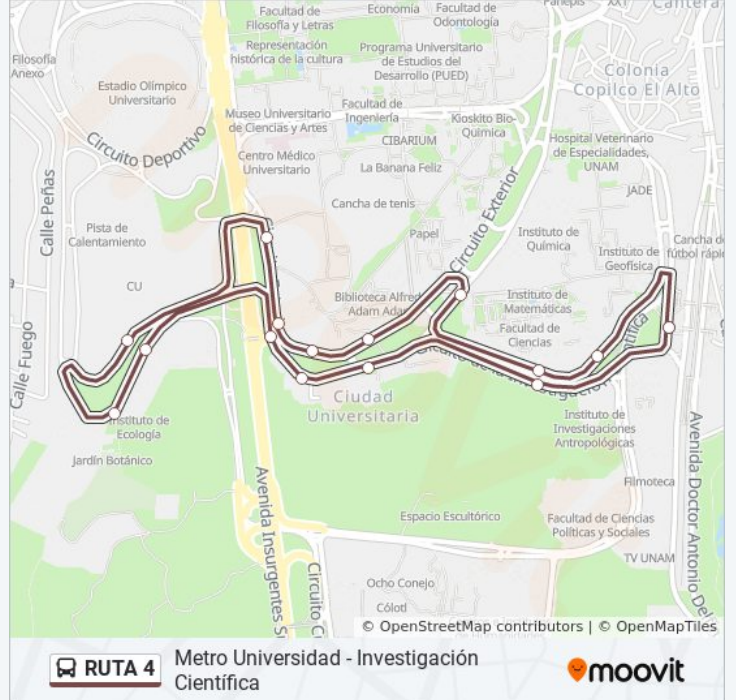 Facultad de
Filosofía y Letras
Economía
Facultad de
Odontología
Filosofía
Anexo
Representación
histórica de la cultura
Programa Universitario
de Estudios del
Desarrollo (PUED)
Colonia
Copilco El Alto
Estadio Olímpico
Universitario
Museo Universitario
de Ciencias y Artes
Facultad de
Ingeniería
Kioskito Bio-
Química
Circuito Deportivo
CIBARIUM
Hospital Veterinario
de Especialidades,
UNAM
Centro Médico
Universitario
La Banana Feliz
Calle Peñas
JADE
Cancha de tenis
Circuito Exterior
Pista de
Calentamiento
Papel
Instituto de
Química
Cancha de
fútbol rápi
Instituto de
Geofísica
CU
Biblioteca Alfred
Adam Ada
Instituto de
Matemáticas
Facultad de
Ciencias
Calle Fuego
Ciudad
Universitaria
Instituto de
Ecología
Instituto de
Investigaciones
Antropológicas
Jardín Botánico
Filmoteca
Avenida Insurgentes S
Avenida Doctor Antonio Del
Espacio Escultórico
Facultad de Ciencias
Políticas y Sociales
TV UNAM
Circuito C
Ocho Conejo
Cólotl
© OpenStreetMap contributors | © OpenMapTiles
RUTA 4
Metro Universidad - Investigación
Científica
moovit